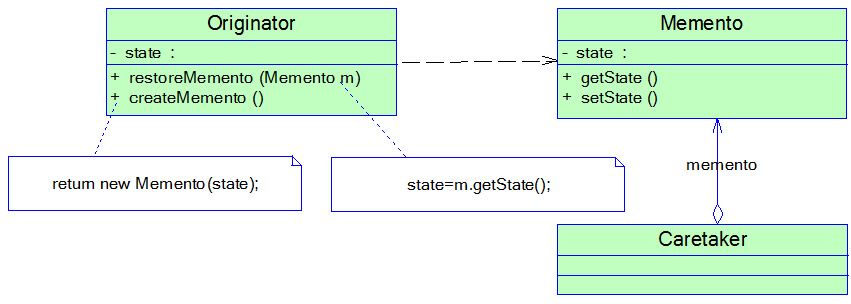 Originator
- state :
+ restoreMemento (Memento m)
+ createMemento ()
return new Memento(state);
state=m.getState();
Memento
- state :
+ getState ()
+ setState ()
memento
Caretaker